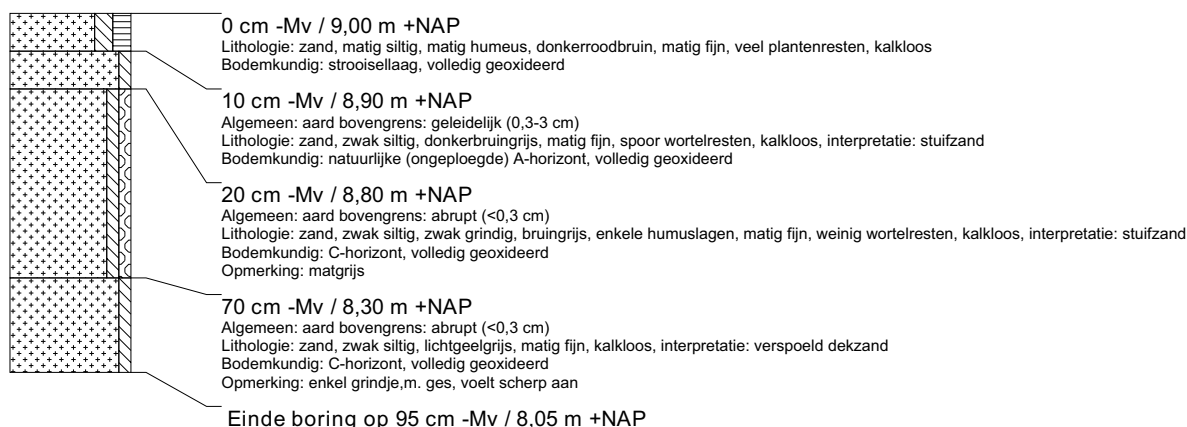 0 cm -Mv / 9,00 m +NAP
Lithologie: zand, matig siltig, matig humeus, donkerroodbruin, matig fijn, veel plantenresten, kalkloos
Bodemkundig: strooisellaag, volledig geoxideerd
10 cm -Mv / 8,90 m +NAP
Algemeen: aard bovengrens: geleidelijk (0,3-3 cm)
Lithologie: zand, zwak siltig, donkerbruingrijs, matig fijn, spoor wortelresten, kalkloos, interpretatie: stuifzand
Bodemkundig: natuurlijke (ongeploegde) A-horizont, volledig geoxideerd
20 cm -Mv / 8,80 m +NAP
Algemeen: aard bovengrens: abrupt (<0,3 cm)
Lithologie: zand, zwak siltig, zwak grindig, bruingrijs, enkele humuslagen, matig fijn, weinig wortelresten, kalkloos, interpretatie: stuifzand
Bodemkundig: C-horizont, volledig geoxideerd
Opmerking: matgrijs
70 cm -Mv / 8,30 m +NAP
Algemeen: aard bovengrens: abrupt (<0,3 cm)
Lithologie: zand, zwak siltig, lichtgeelgrijs, matig fijn, kalkloos, interpretatie: verspoeld dekzand
Bodemkundig: C-horizont, volledig geoxideerd
Opmerking: enkel grindje,m. ges, voelt scherp aan
Einde boring op 95 cm -Mv / 8,05 m +NAP